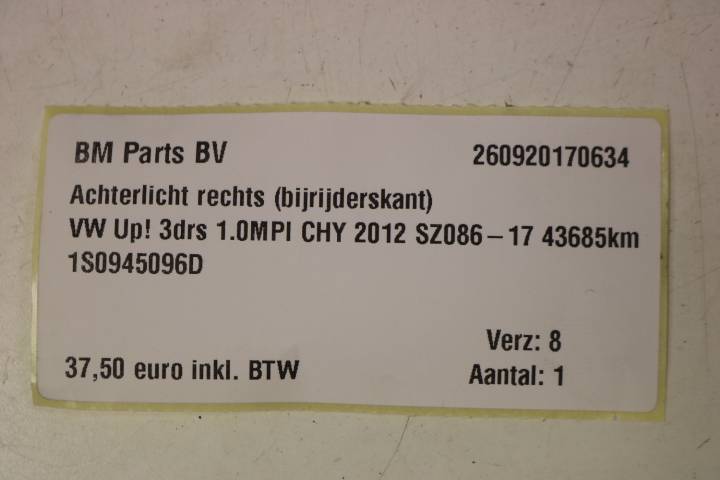 BM Parts BV 260920170634
Achterlicht rechts (bijrijderskant)
VW Up! 3drs 1.0MPI CHY 2012 SZ086-17 43685km
1S0945096D
Verz: 8
37,50 euro inkl. BTW Aantal: 1